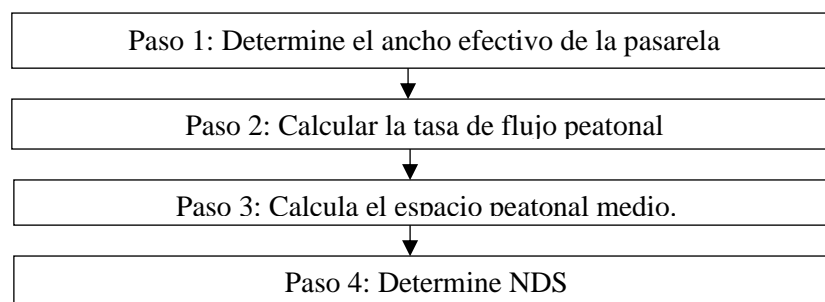 Paso 1: Determine el ancho efectivo de la pasarela
Paso 2: Calcular la tasa de flujo peatonal
Paso 3: Calcula el espacio peatonal medio.
Paso 4: Determine NDS